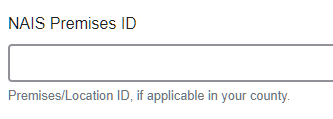 NAIS Premises ID
Premises/Location ID, if applicable in your county.